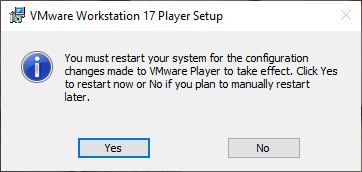 VMware Workstation 17 Player Setup
You must restart your system for the configuration
changes made to VMware Player to take effect. Click Yes
to restart now or No if you plan to manually restart
later.
Yes
No